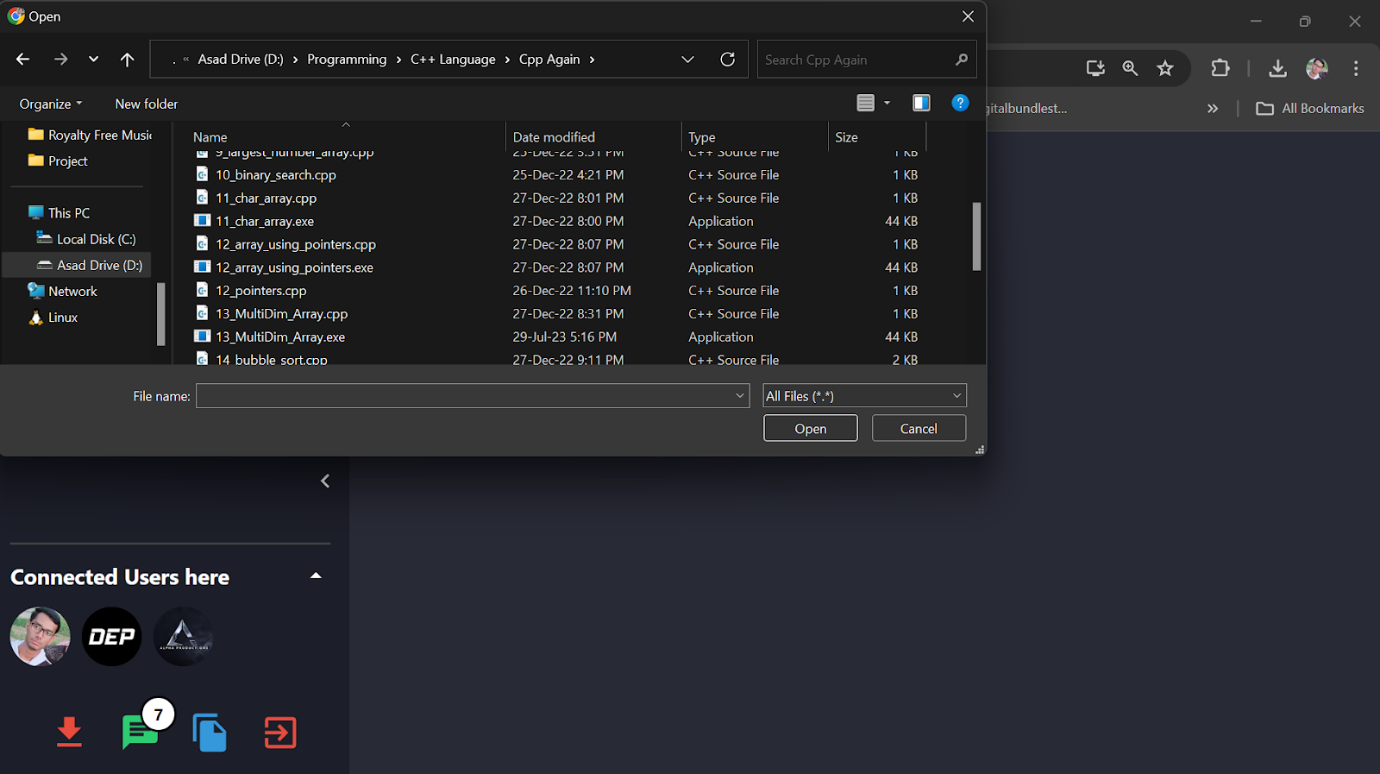 Open
. « Asad Drive (D:) › Programming › C++ Language › Cpp Again ›
Search Cpp Again
Organize
New folder
?
gitalbundlest...
»
All Bookmarks
Royalty Free Music
Project
This PC
Local Disk (C:)
Asad Drive (D:)
Network
Linux
Name Date modified Type Size
9_largest_number_array.cpp 25-Dec-22 3:51 PM C++ Source File 1 KB
10_binary_search.cpp 25-Dec-22 4:21 PM C++ Source File 1 KB
11_char_array.cpp 27-Dec-22 8:01 PM C++ Source File 1 KB
11_char_array.exe 27-Dec-22 8:00 PM Application 44 KB
12_array_using_pointers.cpp 27-Dec-22 8:07 PM C++ Source File 1 KB
12_array_using_pointers.exe 27-Dec-22 8:07 PM Application 44 KB
12_pointers.cpp 26-Dec-22 11:10 PM C++ Source File 1 KB
13_MultiDim_Array.cpp 27-Dec-22 8:31 PM C++ Source File 1 KB
13_MultiDim_Array.exe 29-Jul-23 5:16 PM Application 44 KB
14_bubble_sort.cpp 27-Dec-22 9:11 PM C++ Source File 2 KB
File name:
All Files (*.*)
Open
Cancel
Connected Users here
DEP
ALPHA PRODUCTIONS
7